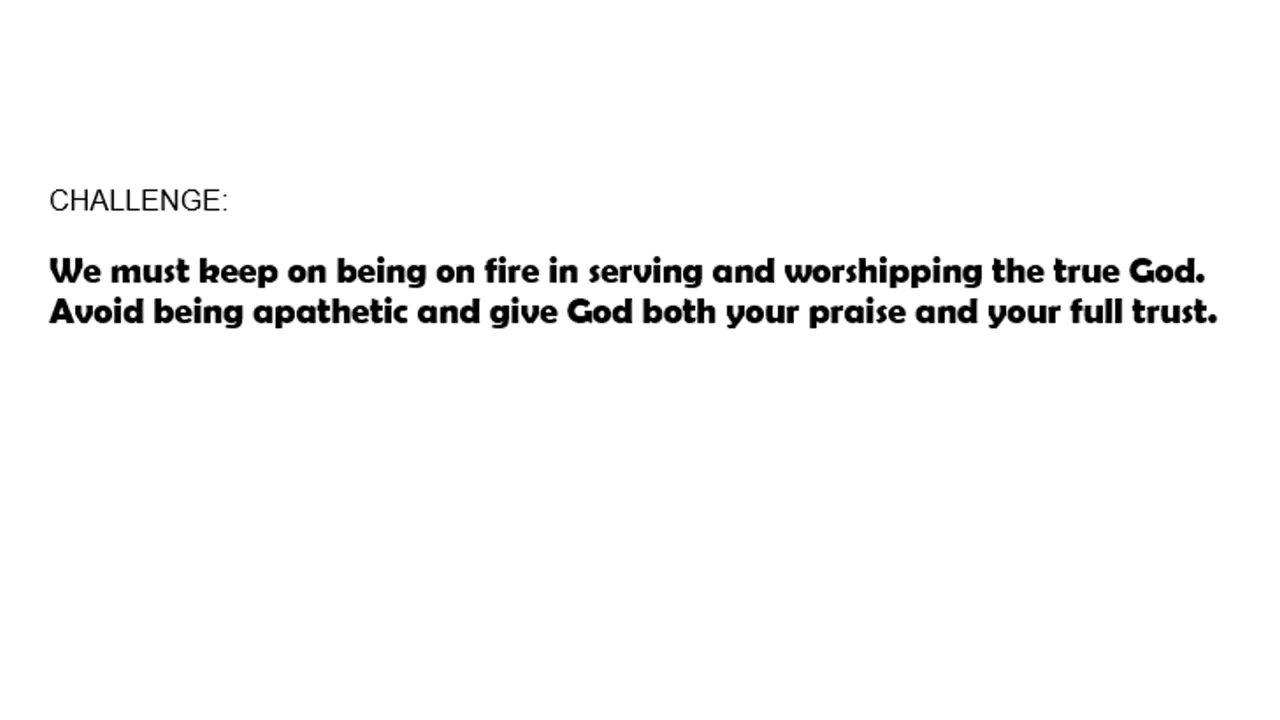 CHALLENGE:
We must keep on being on fire in serving and worshipping the true God.
Avoid being apathetic and give God both your praise and your full trust.